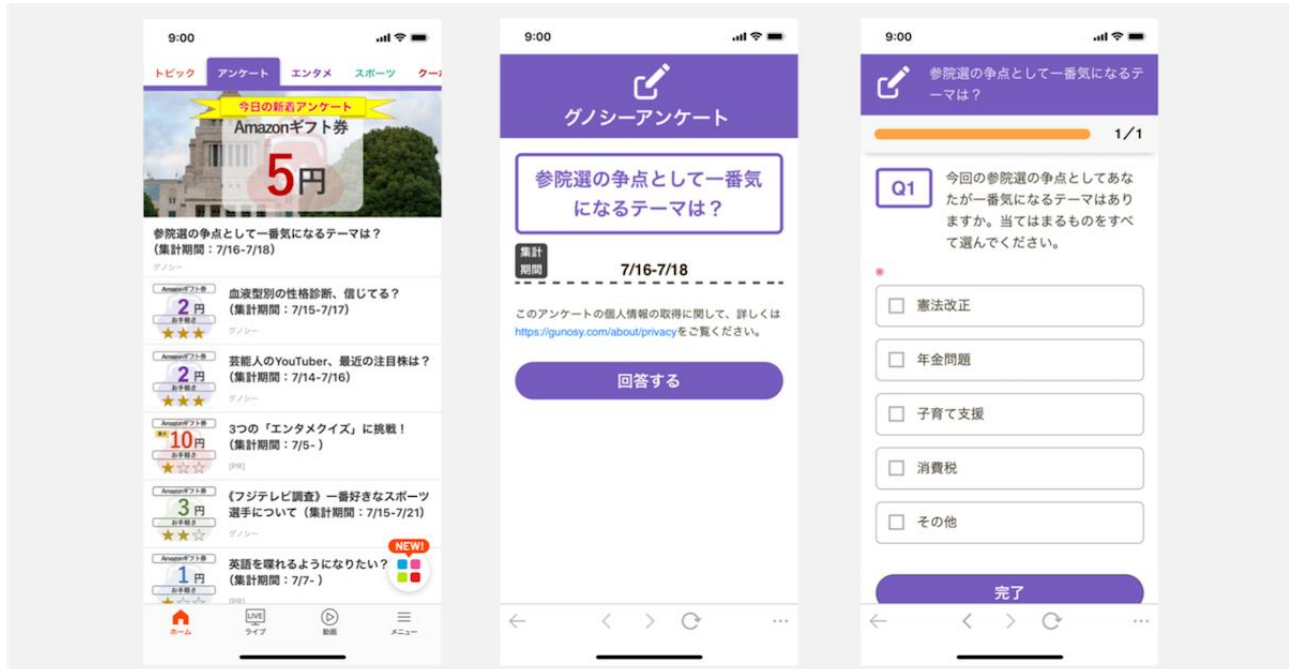 9:00
トピック アンケート エンタメ スポーツ クー
今日の新着アンケート
Amazonギフト券
5円
参院選の争点として一番気になるテーマは？
（集計期間：7/16-7/18）
グノシー
Amazonギフト券
2円
お手軽さ
★★★
血液型別の性格診断、信じてる？
（集計期間：7/15-7/17）
グノシー
Amazonギフト券
2円
お手軽さ
★★★
芸能人のYouTuber、最近の注目株は？
（集計期間：7/14-7/16）
グノシー
Amazonギフト券
10円
お手軽さ
★☆☆
3つの「エンタメクイズ」に挑戦！
（集計期間：7/5- ）
[PR]
Amazonギフト券
3円
お手軽さ
★★☆
《フジテレビ調査》一番好きなスポーツ
選手について（集計期間：7/15-7/21）
グノシー
NEW!
Amazonギフト券
1円
お手軽さ
英語を喋れるようになりたい？
（集計期間：7/7- ）
[PR]
ホーム
LIVE
ライブ
動画
メニュー
9:00
グノシーアンケート
参院選の争点として一番気
になるテーマは？
集計
期間
7/16-7/18
このアンケートの個人情報の取得に関して、詳しくは
https://gunosy.com/about/privacyをご覧ください。
回答する
9:00
参院選の争点として一番気になるテ
ーマは？
1/1
Q1
今回の参院選の争点としてあな
たが一番気になるテーマはあり
ますか。当てはまるものをすべ
て選んでください。
※
憲法改正
年金問題
子育て支援
消費税
その他
完了